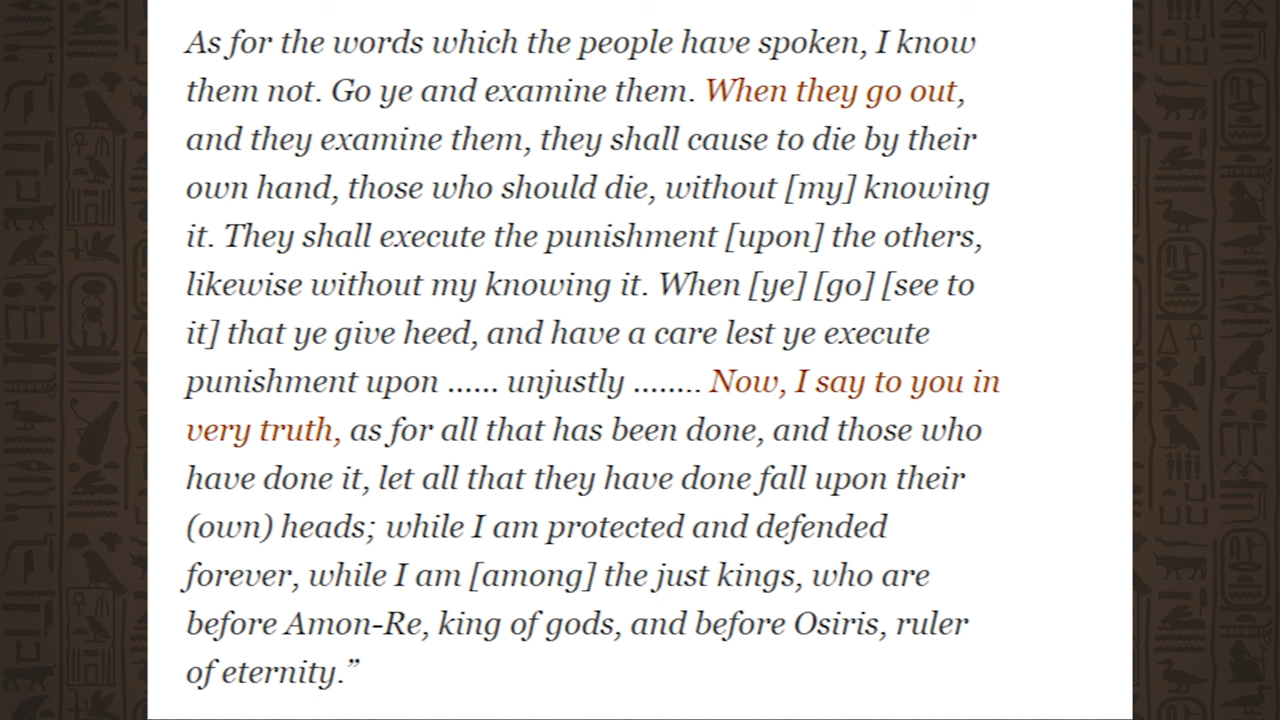 As for the words which the people have spoken, I know
them not. Go ye and examine them. When they go out,
and they examine them, they shall cause to die by their
own hand, those who should die, without [my] knowing
it. They shall execute the punishment [upon] the others,
likewise without my knowing it. When [ye] [go] [see to
it] that ye give heed, and have a care lest ye execute
punishment upon ...... unjustly ........ Now, I say to you in
very truth, as for all that has been done, and those who
have done it, let all that they have done fall upon their
(own) heads; while I am protected and defended
forever, while I am [among] the just kings, who are
before Amon-Re, king of gods, and before Osiris, ruler
of eternity.”